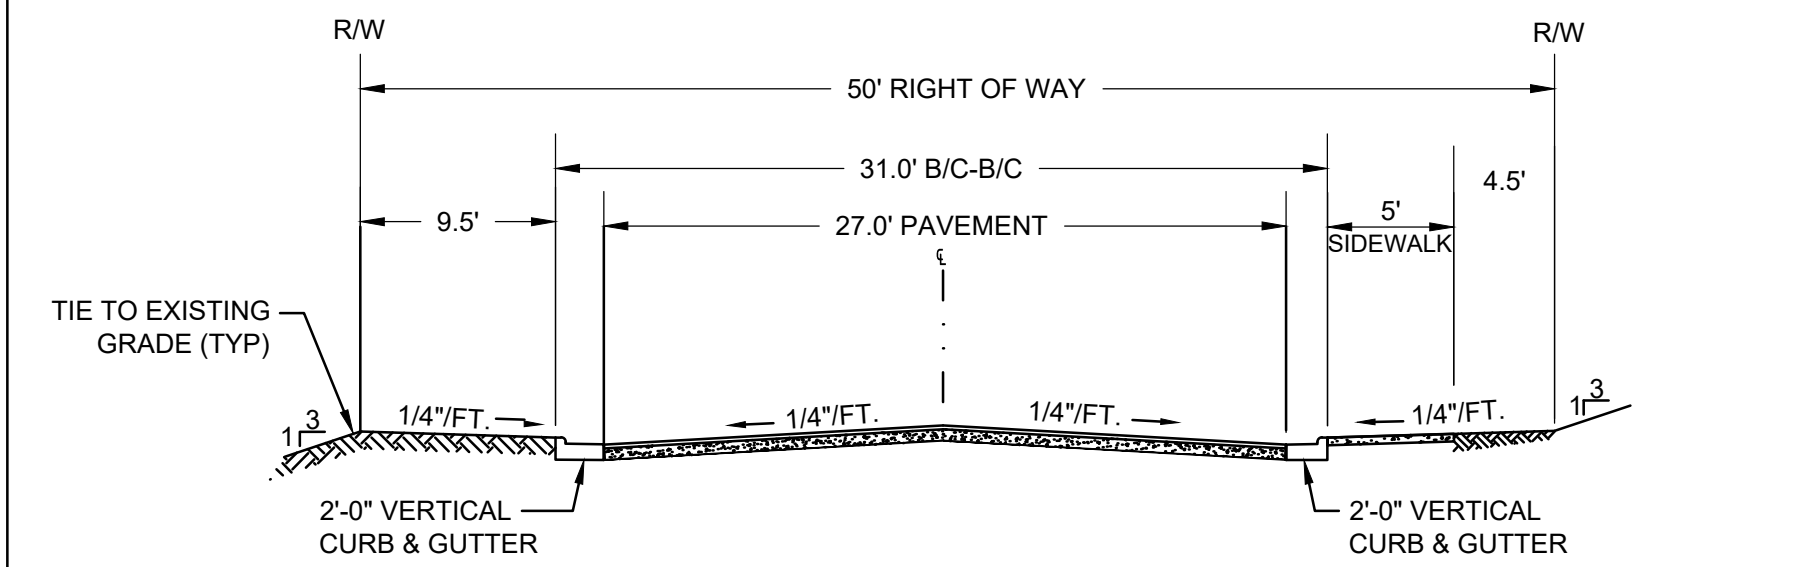 R/W
R/W
50' RIGHT OF WAY
31.0' B/C-B/C
4.5'
9.5'
27.0' PAVEMENT
5'
SIDEWALK
℄
TIE TO EXISTING
GRADE (TYP)
1
3
1/4"/FT.
1/4"/FT.
1/4"/FT.
1/4"/FT.
1
3
2'-0" VERTICAL
CURB & GUTTER
2'-0" VERTICAL
CURB & GUTTER